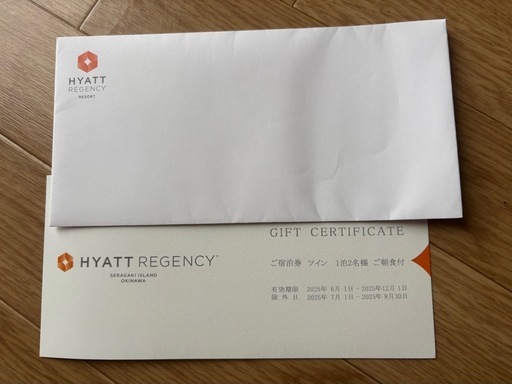 HYATT
REGENCY
RESORT
GIFT CERTIFICATE
HYATT REGENCY™
SERAGAKI ISLAND
OKINAWA
ご宿泊券 ツイン 1泊2名様 ご朝食付
有効期限 2025年 6月 1日 - 2025年12月 1日
除 外 日 2025年 7月 1日 - 2025年 8月30日